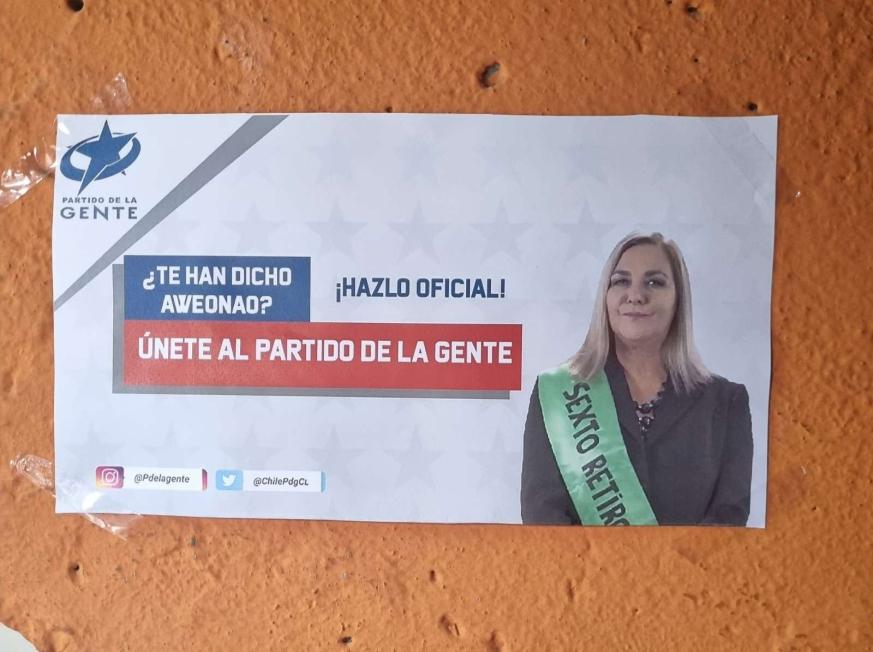 PARTIDO DE LA
GENTE
¿TE HAN DICHO
AWEONAO?
¡HAZLO OFICIAL!
ÚNETE AL PARTIDO DE LA GENTE
@Pdelagente
@ChilePdgCL
SEXTO RETIRO